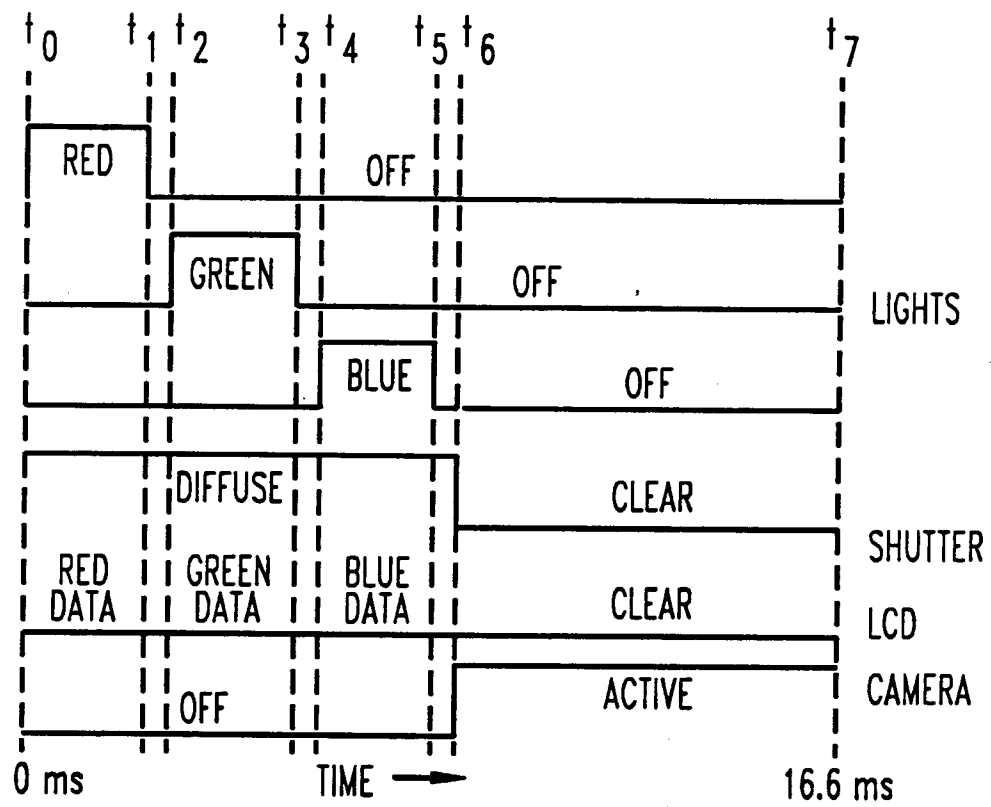 t0 t1 t2 t3 t4 t5 t6 t7
RED
OFF
GREEN
OFF
LIGHTS
BLUE
OFF
DIFFUSE
CLEAR
SHUTTER
RED DATA
GREEN DATA
BLUE DATA
CLEAR
LCD
OFF
ACTIVE
CAMERA
0 ms
TIME
16.6 ms